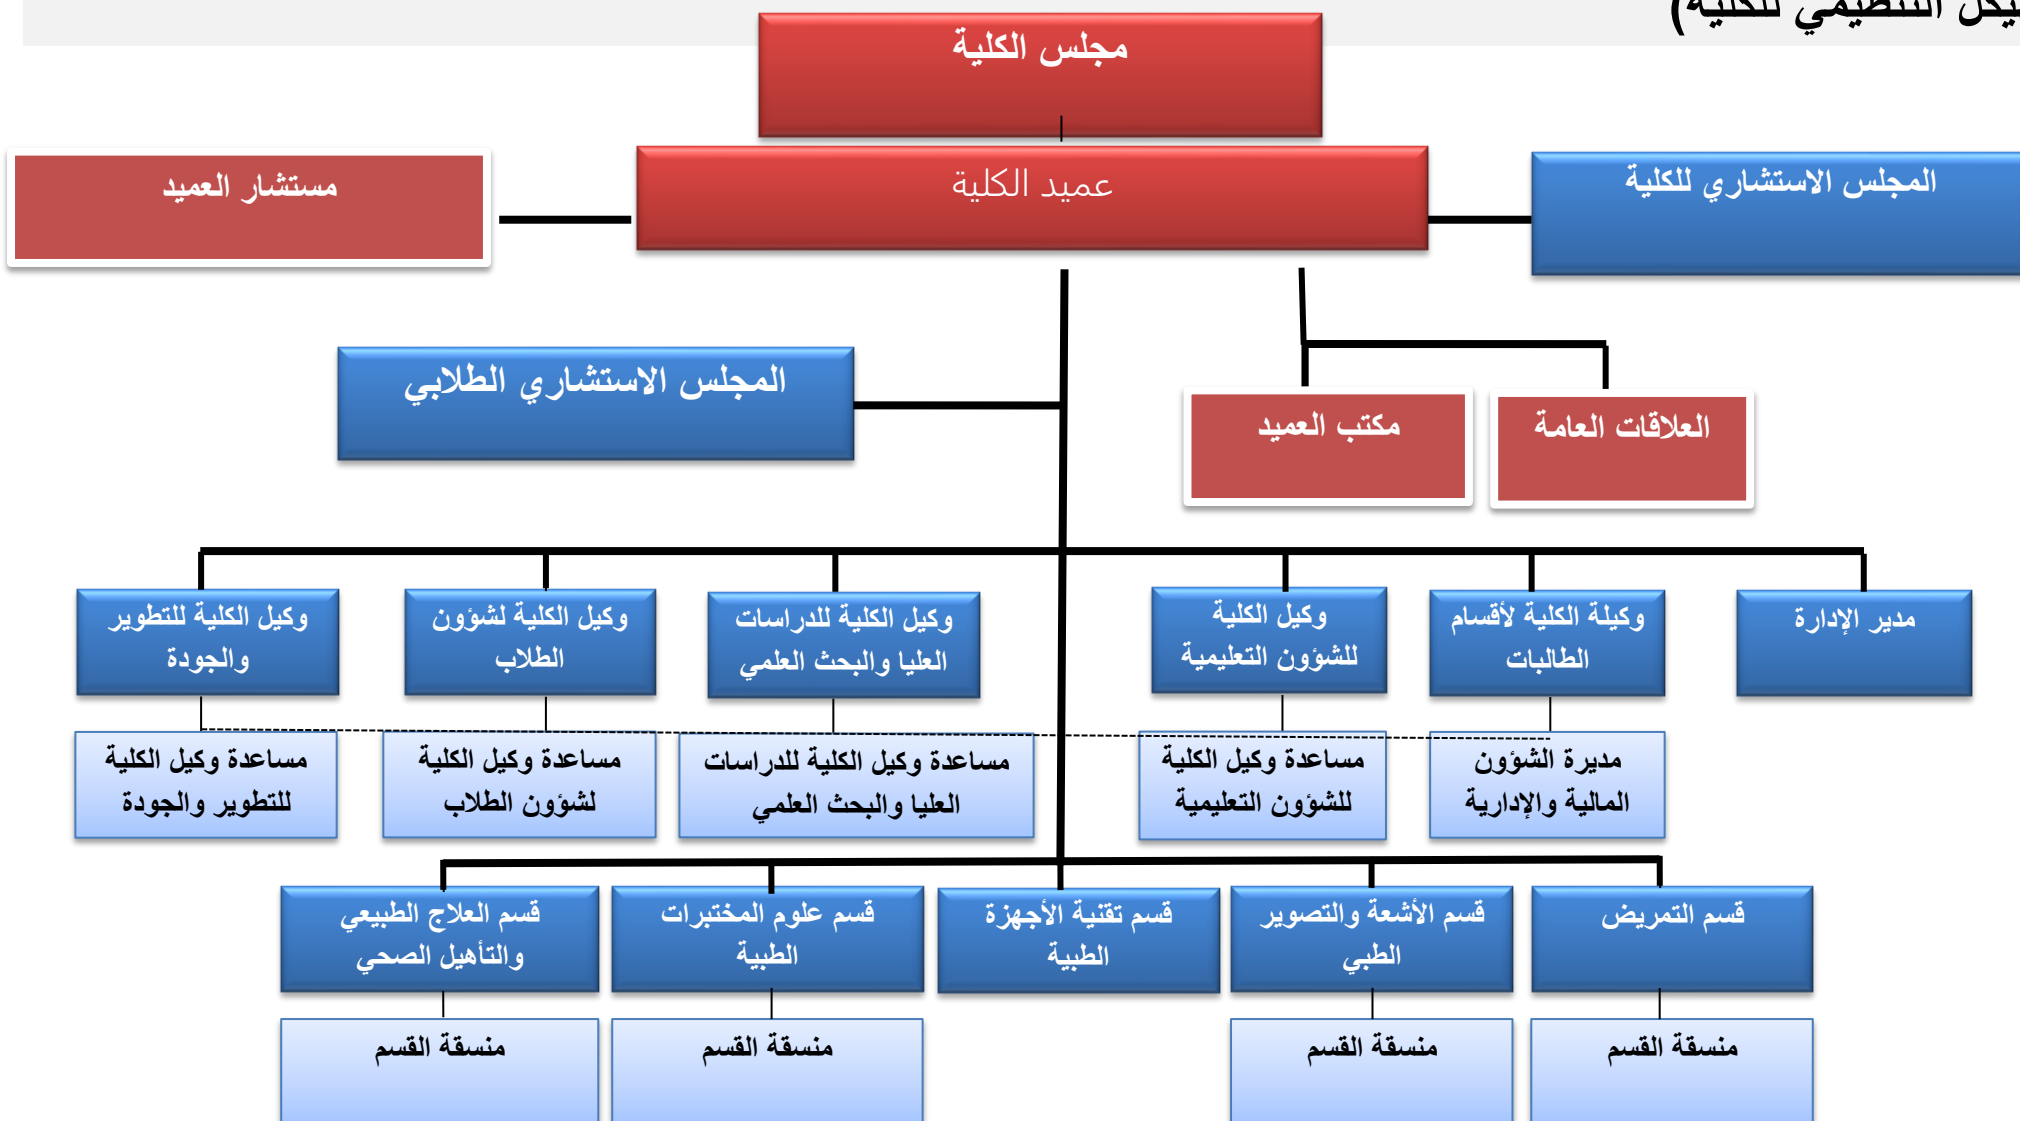 التنظيمي للكلية)
مجلس الكلية
المجلس الاستشاري للكلية
عميد الكلية
مستشار العميد
المجلس الاستشاري الطلابي
العلاقات العامة
مكتب العميد
مدير الإدارة
وكيلة الكلية لأقسام
الطالبات
وكيل الكلية
للشؤون التعليمية
وكيل الكلية للدراسات
العليا والبحث العلمي
وكيل الكلية لشؤون
الطلاب
وكيل الكلية للتطوير
والجودة
مديرة الشؤون
المالية والإدارية
مساعدة وكيل الكلية
للشؤون التعليمية
مساعدة وكيل الكلية للدراسات
العليا والبحث العلمي
مساعدة وكيل الكلية
لشؤون الطلاب
مساعدة وكيل الكلية
للتطوير والجودة
قسم التمريض
قسم الأشعة والتصوير
الطبي
قسم تقنية الأجهزة
الطبية
قسم علوم المختبرات
الطبية
قسم العلاج الطبيعي
والتأهيل الصحي
منسقة القسم
منسقة القسم
منسقة القسم
منسقة القسم